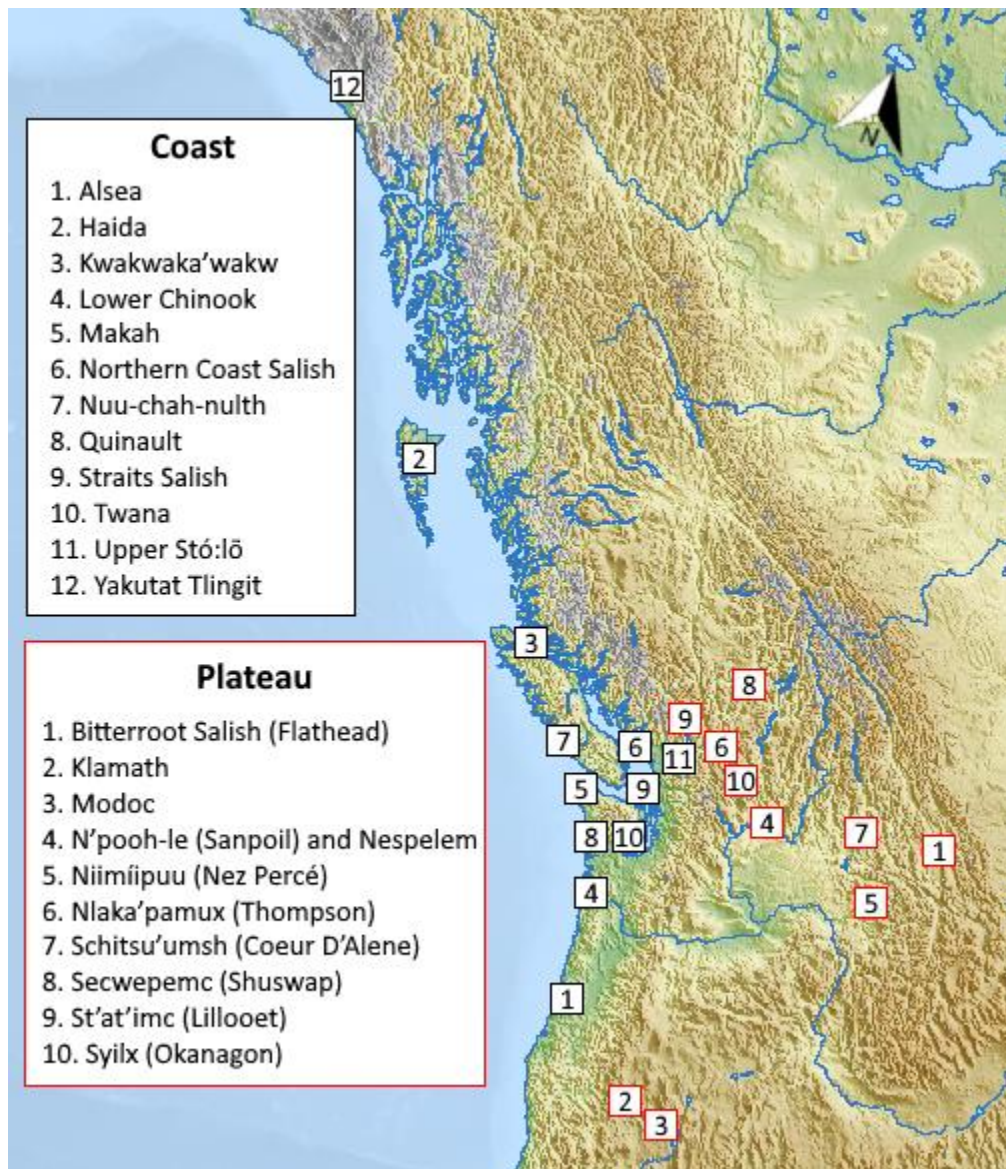 12
N
Coast
1. Alsea
2. Haida
3. Kwakwaka’wakw
4. Lower Chinook
5. Makah
6. Northern Coast Salish
7. Nuu-chah-nulth
8. Quinault
9. Straits Salish
10. Twana
11. Upper Stó:lō
12. Yakutat Tlingit
2
3
Plateau
1. Bitterroot Salish (Flathead)
2. Klamath
3. Modoc
4. N’pooh-le (Sanpoil) and Nespelem
5. Niimíipuu (Nez Percé)
6. Nlaka’pamux (Thompson)
7. Schitsu’umsh (Coeur D’Alene)
8. Secwepemc (Shuswap)
9. St’at’imc (Lillooet)
10. Syilx (Okanagon)
8
9
7
6
6
11
10
5
9
4
8
10
7
1
4
5
1
2
3